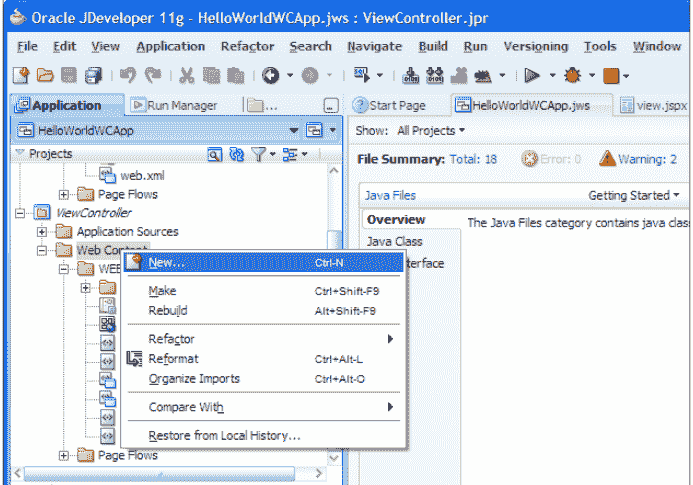 Oracle JDeveloper 11g - HelloWorldWCApp.jws : ViewController.jpr
File Edit View Application Refactor Search Navigate Build Run Versioning Tools Window
Application Run Manager ... Start Page HelloWorldWCApp.jws view.jspx
HelloWorldWCApp Show: All Projects
Projects File Summary: Total: 18 Error: 0 Warning: 2
web.xml
Page Flows Java Files Getting Started
ViewController Overview The Java Files category contains java class
Application Sources Java Class
Web Content
New... Ctrl-N
WEB
Make Ctrl+Shift-F9
Rebuild Alt+Shift-F9
Refactor
Reformat Ctrl+Alt-L
Organize Imports Ctrl+Alt-O
Compare With
Restore from Local History...
Page Flows